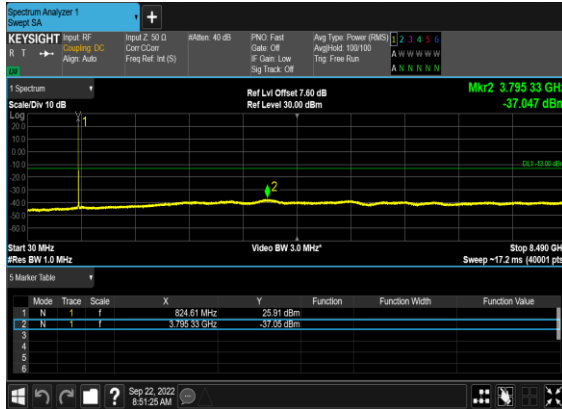 Spectrum Analyzer 1
Swept SA
+
KEYSIGHT Input: RF Input Z: 50 Ω #Atten: 40 dB PNO: Fast Avg Type: Power (RMS) 1 2 3 4 5 6
R T Coupling: DC Corr CCorr Gate: Off Avg|Hold: 100/100 A W W W W W
Align: Auto Freq Ref: Int (S) IF Gain: Low Trig: Free Run
LU Sig Track: Off A N N N N N
1 Spectrum Ref Lvl Offset 7.60 dB Mkr2 3.795 33 GHz
Scale/Div 10 dB Ref Level 30.00 dBm -37.047 dBm
Log
20.0
10.0
0.00
-10.0
-20.0
-30.0
-40.0
-50.0
-60.0
1
2
DL1 -13.00 dBm
Start 30 MHz Video BW 3.0 MHz* Stop 8.490 GHz
#Res BW 1.0 MHz Sweep ~17.2 ms (40001 pts)
5 Marker Table
Mode Trace Scale X Y Function Function Width Function Value
1 N 1 f 824.61 MHz 25.91 dBm
2 N 1 f 3.795 33 GHz -37.05 dBm
3
4
5
6
? Sep 22, 2022
8:51:25 AM